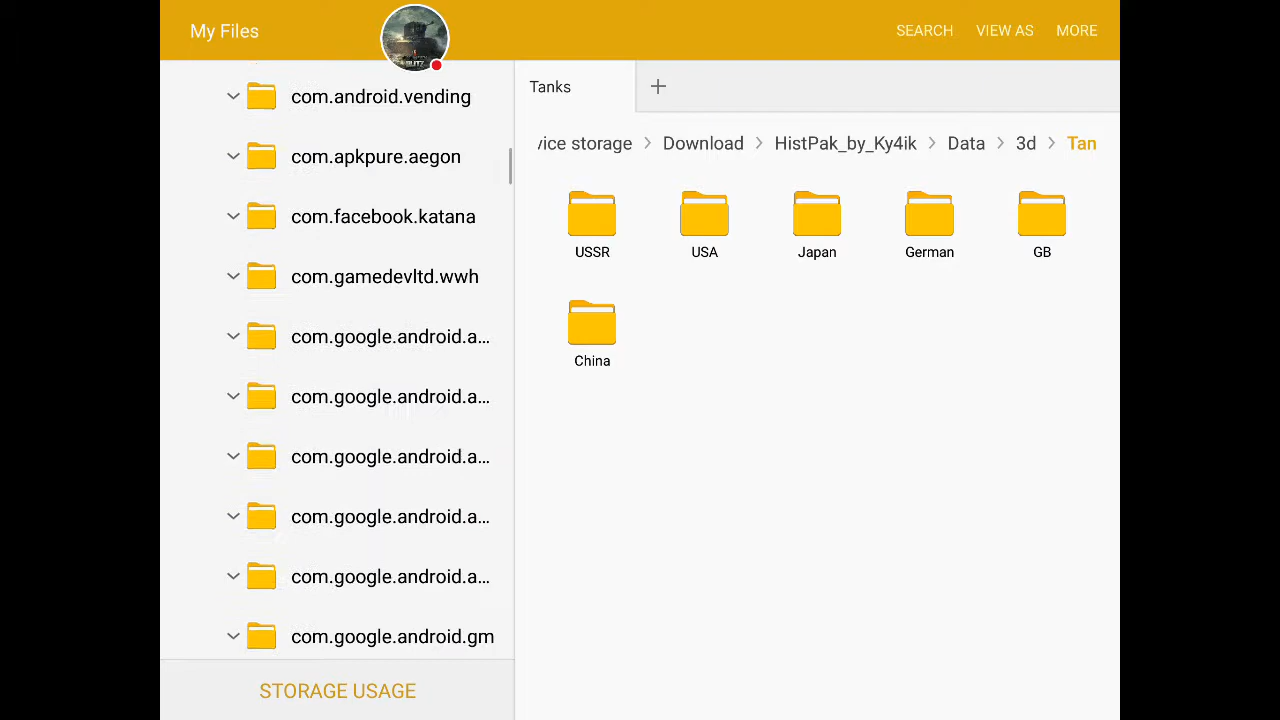 My Files
SEARCH
VIEW AS
MORE
BLITZ
com.android.vending
com.apkpure.aegon
com.facebook.katana
com.gamedevltd.wwh
com.google.android.a...
com.google.android.a...
com.google.android.a...
com.google.android.a...
com.google.android.a...
com.google.android.gm
STORAGE USAGE
Tanks
vice storage > Download > HistPak_by_Ky4ik > Data > 3d > Tan
USSR
USA
Japan
German
GB
China